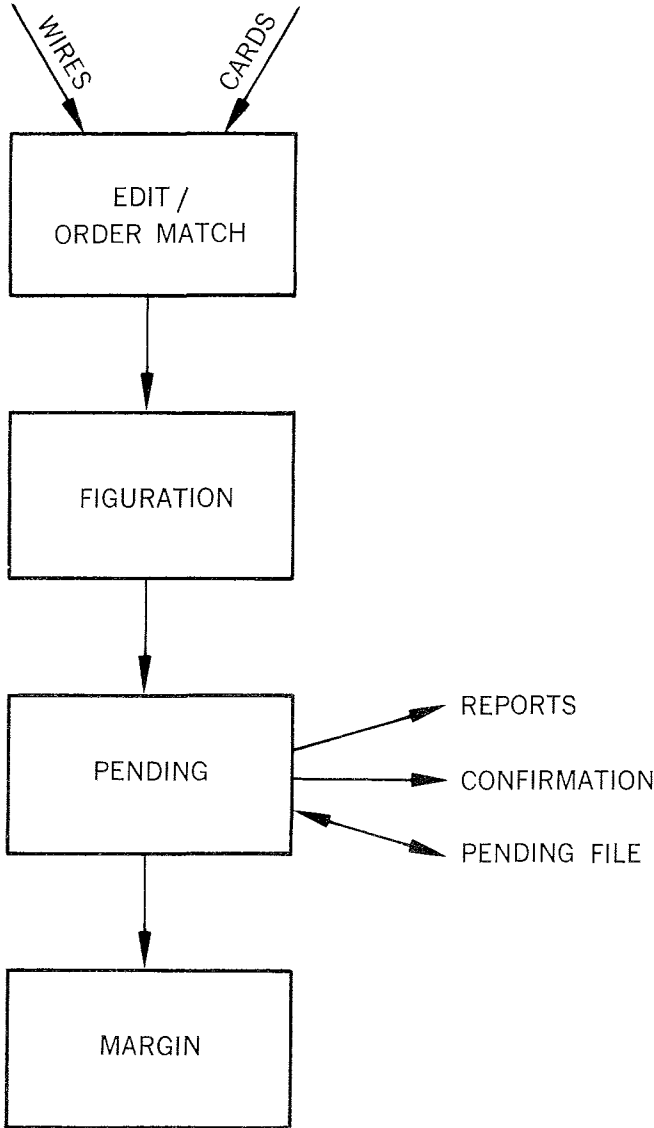 WIRES
CARDS
EDIT /
ORDER MATCH
FIGURATION
PENDING
REPORTS
CONFIRMATION
PENDING FILE
MARGIN